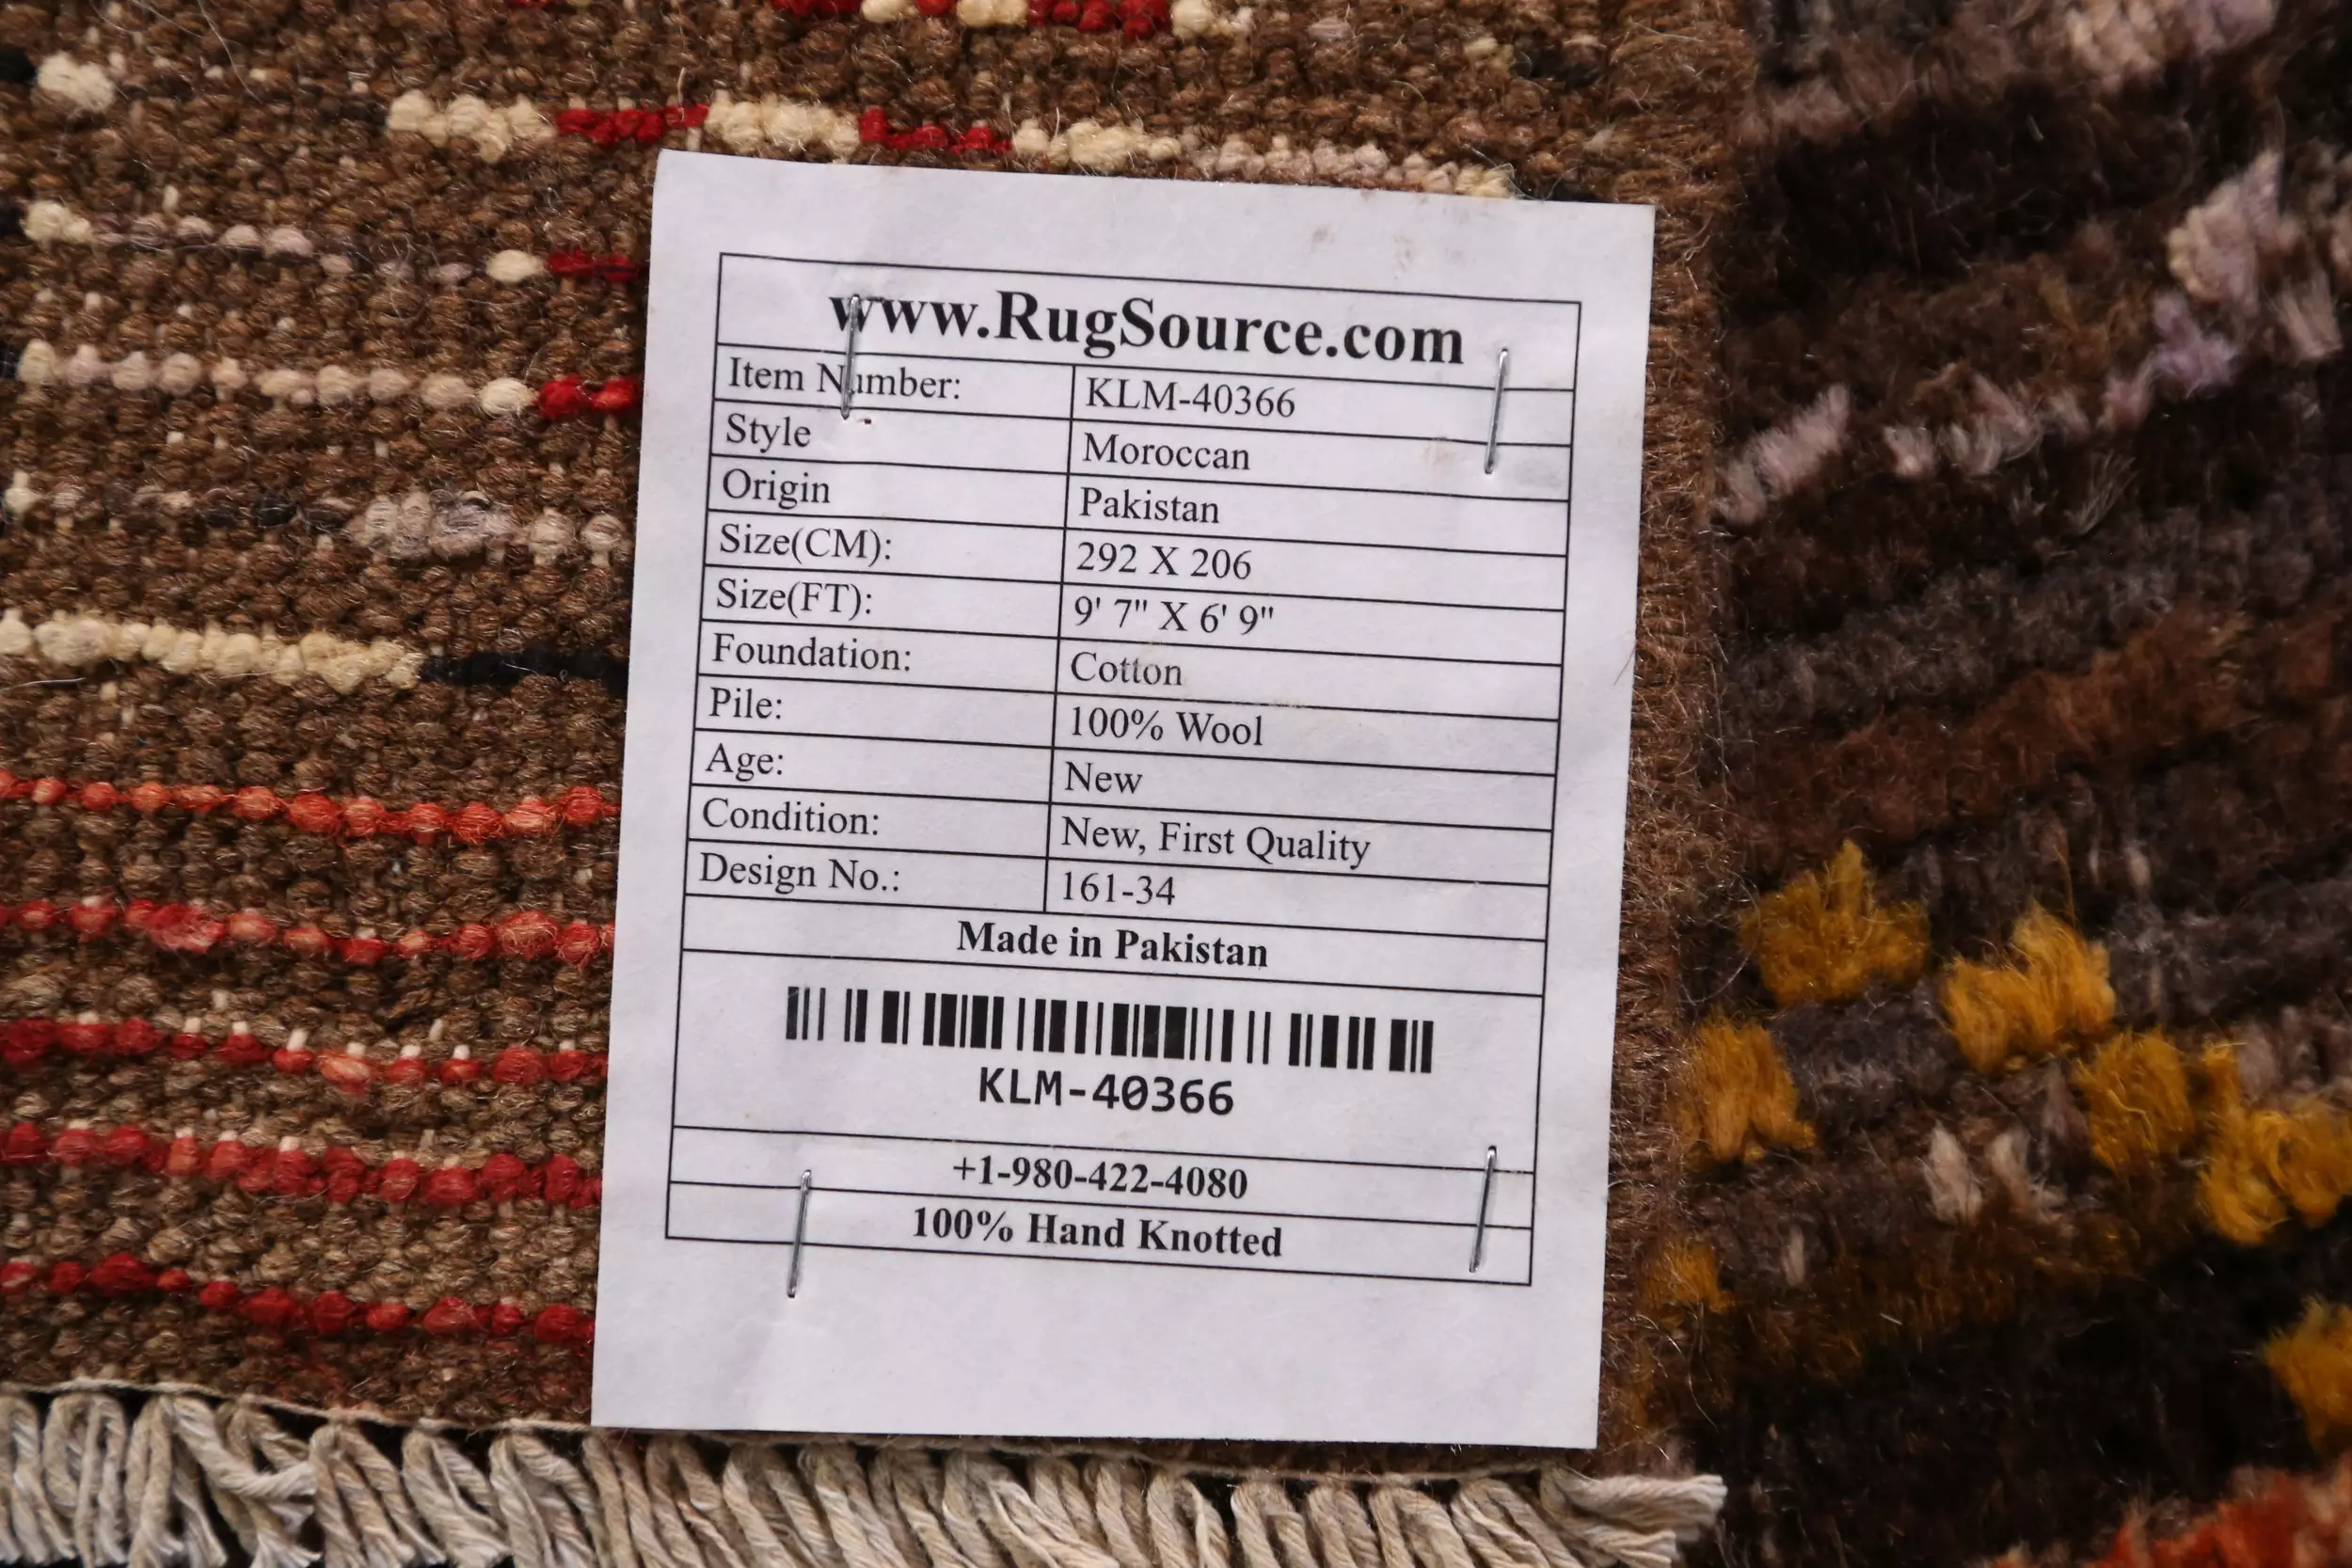 www.RugSource.com
Item Number: KLM-40366
Style Moroccan
Origin Pakistan
Size(CM): 292 X 206
Size(FT): 9' 7" X 6' 9"
Foundation: Cotton
Pile: 100% Wool
Age: New
Condition: New, First Quality
Design No.: 161-34
Made in Pakistan
KLM-40366
+1-980-422-4080
100% Hand Knotted